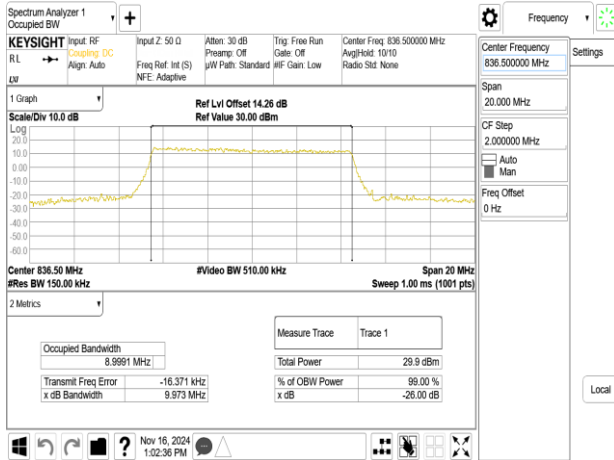 Spectrum Analyzer 1
Occupied BW
Frequency
KEYSIGHT
RL
LXI
Input: RF
Coupling: DC
Align: Auto
Input Z: 50 Ω
Freq Ref: Int (S)
NFE: Adaptive
Atten: 30 dB
Preamp: Off
µW Path: Standard
Trig: Free Run
Gate: Off
#IF Gain: Low
Center Freq: 836.500000 MHz
Avg|Hold: 10/10
Radio Std: None
Center Frequency
836.500000 MHz
Settings
Span
20.000 MHz
CF Step
2.000000 MHz
Auto
Man
Freq Offset
0 Hz
Local
1 Graph
Scale/Div 10.0 dB
Ref Lvl Offset 14.26 dB
Ref Value 30.00 dBm
Log
20.0
10.0
0.00
-10.0
-20.0
-30.0
-40.0
-50.0
-60.0
Center 836.50 MHz
#Video BW 510.00 kHz
Span 20 MHz
#Res BW 150.00 kHz
Sweep 1.00 ms (1001 pts)
2 Metrics
Occupied Bandwidth
8.9991 MHz
Transmit Freq Error -16.371 kHz
x dB Bandwidth 9.973 MHz
Measure Trace Trace 1
Total Power 29.9 dBm
% of OBW Power 99.00 %
x dB -26.00 dB
Nov 16, 2024
1:02:36 PM